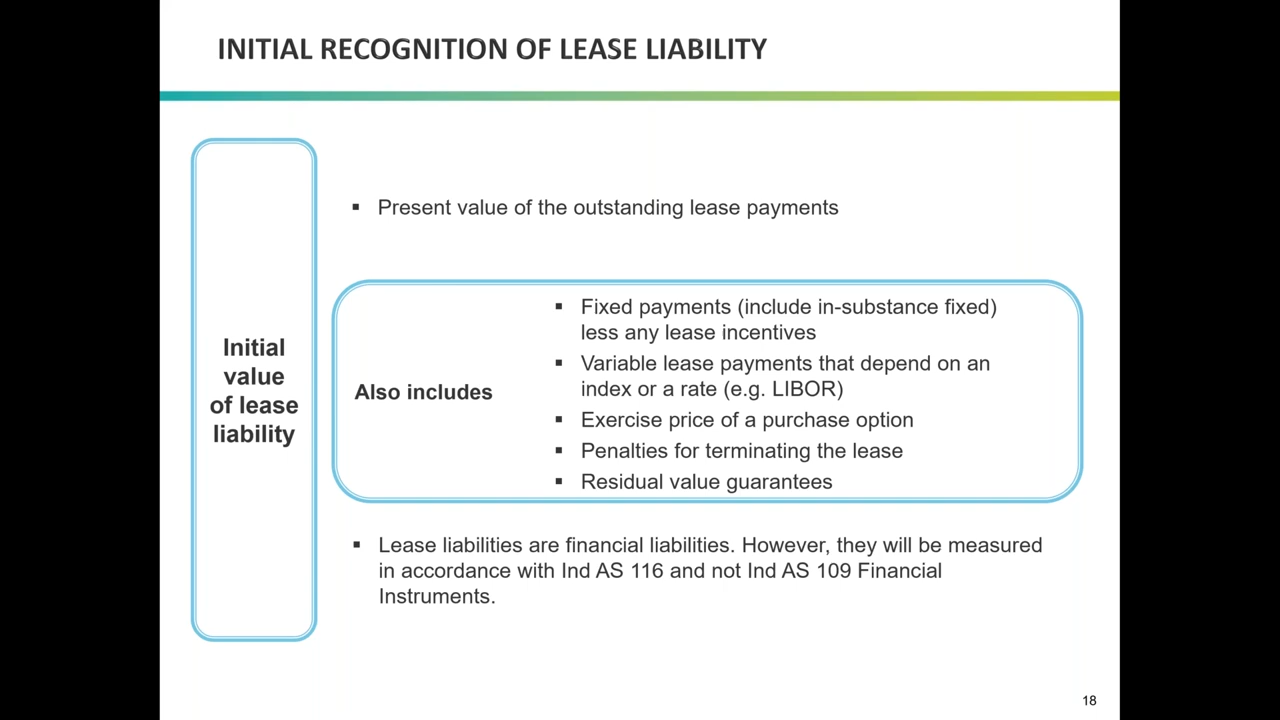 INITIAL RECOGNITION OF LEASE LIABILITY
Initial
value
of lease
liability
▪ Present value of the outstanding lease payments
Also includes
▪ Fixed payments (include in-substance fixed)
less any lease incentives
▪ Variable lease payments that depend on an
index or a rate (e.g. LIBOR)
▪ Exercise price of a purchase option
▪ Penalties for terminating the lease
▪ Residual value guarantees
▪ Lease liabilities are financial liabilities. However, they will be measured
in accordance with Ind AS 116 and not Ind AS 109 Financial
Instruments.
18